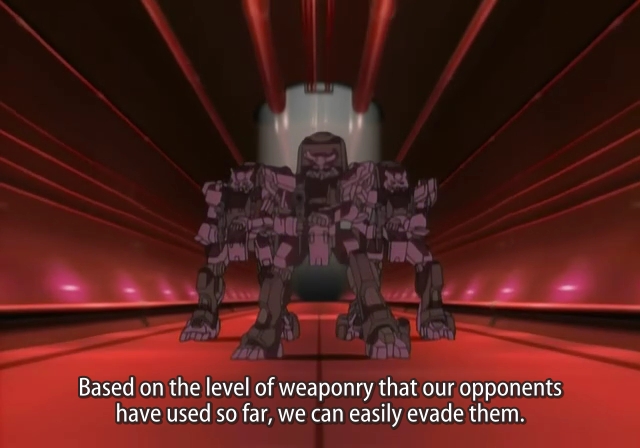 Based on the level of weaponry that our opponents
have used so far, we can easily evade them.